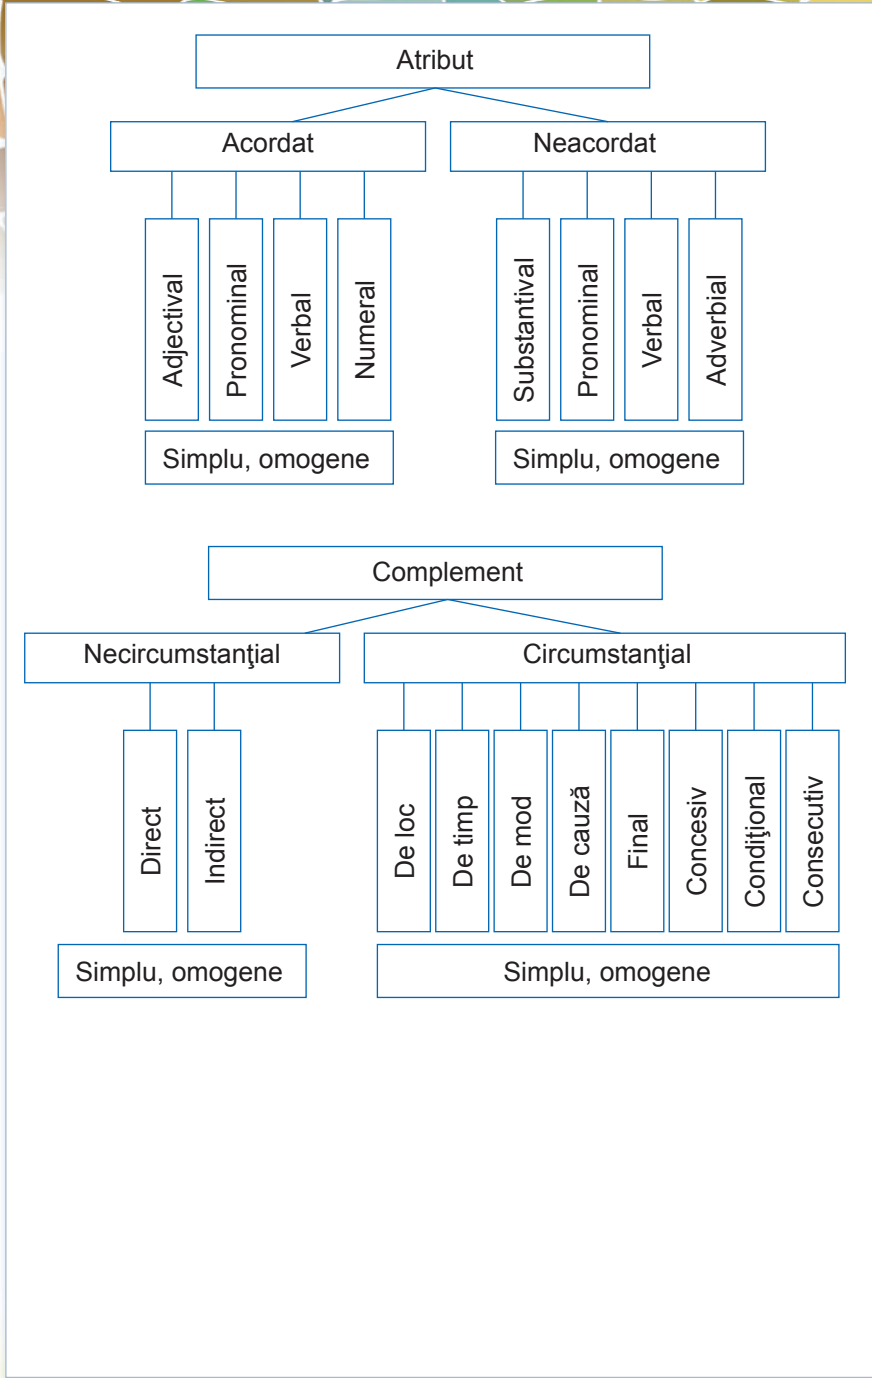 Atribut
Acordat
Neacordat
Adjectival
Pronominal
Verbal
Numeral
Substantival
Pronominal
Verbal
Adverbial
Simplu, omogene
Simplu, omogene
Complement
Necircumstanţial
Circumstanţial
Direct
Indirect
De loc
De timp
De mod
De cauză
Final
Concesiv
Condiţional
Consecutiv
Simplu, omogene
Simplu, omogene